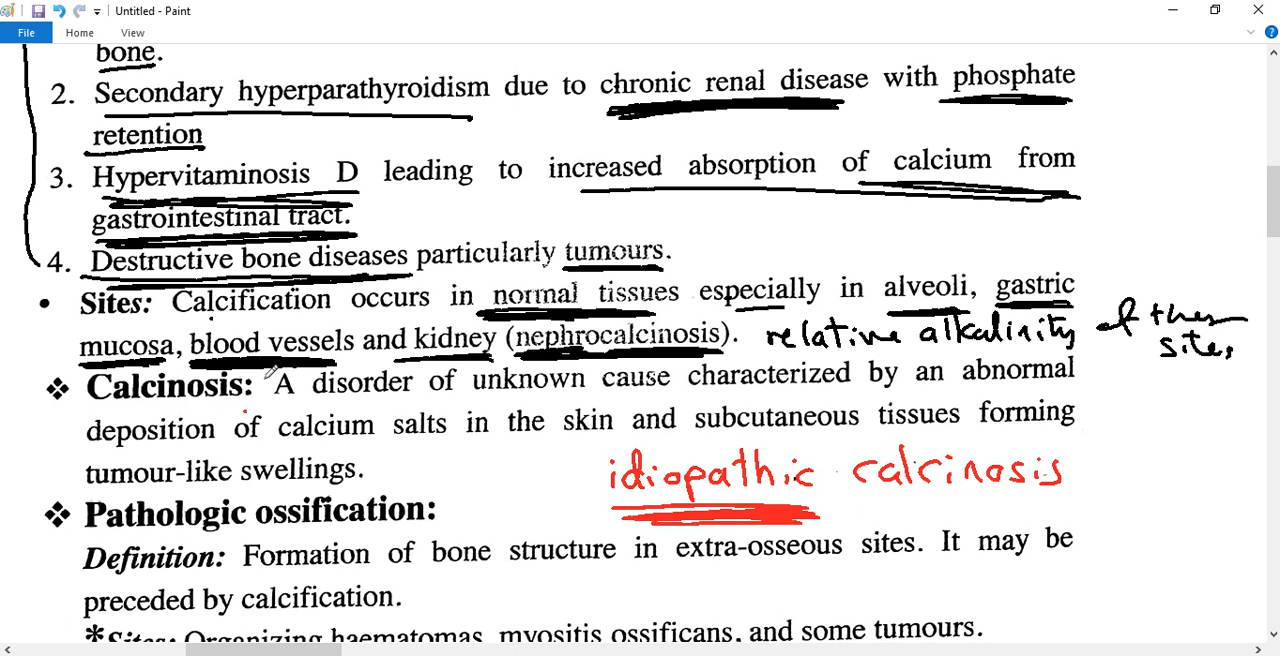 Untitled - Paint
File Home View
bone.
2. Secondary hyperparathyroidism due to chronic renal disease with phosphate
retention
3. Hypervitaminosis D leading to increased absorption of calcium from
gastrointestinal tract.
4. Destructive bone diseases particularly tumours.
• Sites: Calcification occurs in normal tissues especially in alveoli, gastric
mucosa, blood vessels and kidney (nephrocalcinosis). relative alkalinity of these
sites
❖ Calcinosis: A disorder of unknown cause characterized by an abnormal
deposition of calcium salts in the skin and subcutaneous tissues forming
tumour-like swellings.
idiopathic calcinosis
❖ Pathologic ossification:
Definition: Formation of bone structure in extra-osseous sites. It may be
preceded by calcification.
*Sites: Organizing haematomas, myositis ossificans, and some tumours.